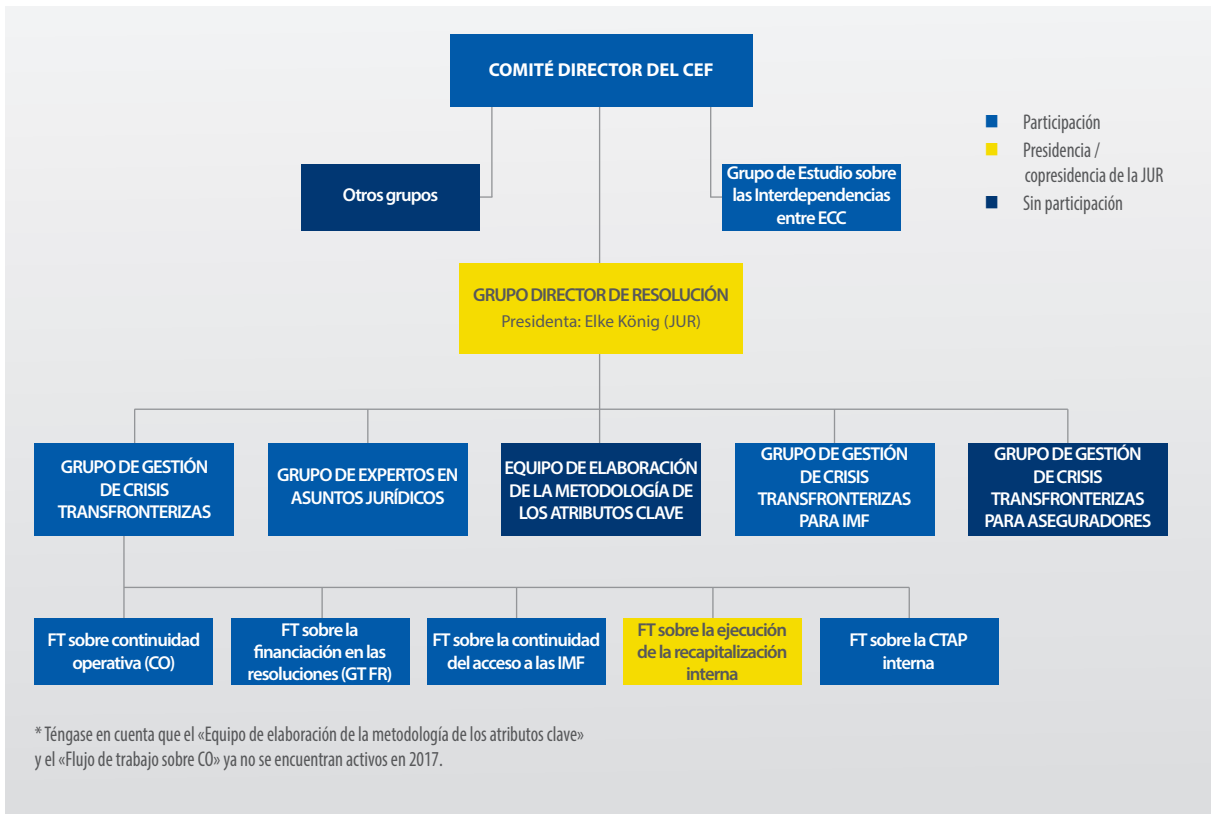 COMITÉ DIRECTOR DEL CEF
Participación
Presidencia /
copresidencia de la JUR
Sin participación
Otros grupos
Grupo de Estudio sobre
las Interdependencias
entre ECC
GRUPO DIRECTOR DE RESOLUCIÓN
Presidenta: Elke König (JUR)
GRUPO DE GESTIÓN
DE CRISIS
TRANSFRONTERIZAS
GRUPO DE EXPERTOS EN
ASUNTOS JURÍDICOS
EQUIPO DE ELABORACIÓN
DE LA METODOLOGÍA DE
LOS ATRIBUTOS CLAVE
GRUPO DE GESTIÓN
DE CRISIS
TRANSFRONTERIZAS
PARA IMF
GRUPO DE GESTIÓN
DE CRISIS
TRANSFRONTERIZAS
PARA ASEGURADORES
FT sobre continuidad
operativa (CO)
FT sobre la
financiación en las
resoluciones (GT FR)
FT sobre la continuidad
del acceso a las IMF
FT sobre la ejecución
de la recapitalización
interna
FT sobre la CTAP
interna
* Téngase en cuenta que el «Equipo de elaboración de la metodología de los atributos clave»
y el «Flujo de trabajo sobre CO» ya no se encuentran activos en 2017.